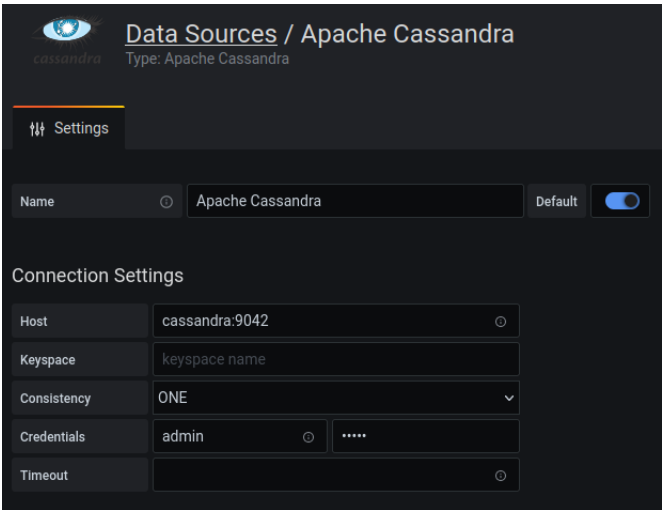 cassandra
Data Sources / Apache Cassandra
Type: Apache Cassandra
Settings
Name Apache Cassandra Default
Connection Settings
Host cassandra:9042
Keyspace keyspace name
Consistency ONE
Credentials admin •••••
Timeout